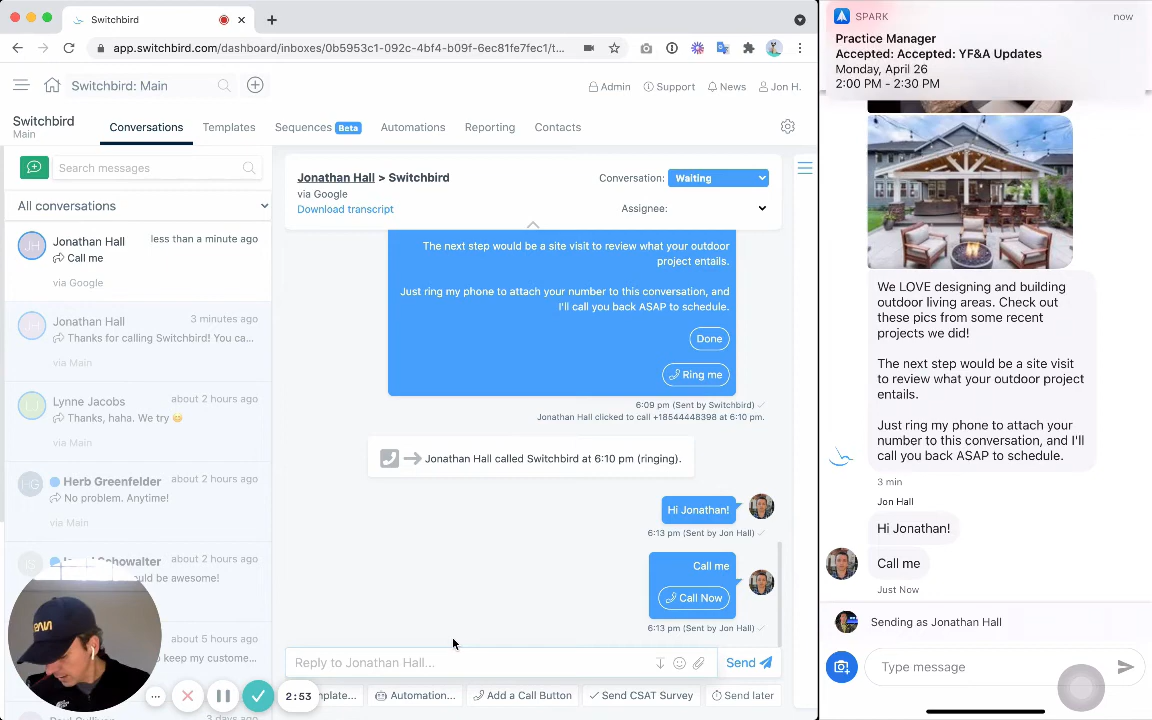 Switchbird
app.switchbird.com/dashboard/inboxes/0b5953c1-092c-4bf4-b09f-6ec81fe7fec1/t...
Switchbird: Main
Admin
Support
News
Jon H.
Switchbird
Main
Conversations
Templates
Sequences Beta
Automations
Reporting
Contacts
Search messages
All conversations
Jonathan Hall
less than a minute ago
Call me
via Google
Jonathan Hall
3 minutes ago
Thanks for calling Switchbird! You ca...
via Main
Lynne Jacobs
about 2 hours ago
Thanks, haha. We try 😅
via Main
HG
Herb Greenfelder
about 2 hours ago
No problem. Anytime!
via Main
Schowalter
about 2 hours ago
ould be awesome!
about 5 hours ago
o keep my custome...
3 days ago
2:53
Jonathan Hall > Switchbird
via Google
Download transcript
Conversation:
Waiting
Assignee:
The next step would be a site visit to review what your outdoor
project entails.
Just ring my phone to attach your number to this conversation, and
I'll call you back ASAP to schedule.
Done
Ring me
6:09 pm (Sent by Switchbird)
Jonathan Hall clicked to call +18544448398 at 6:10 pm.
Jonathan Hall called Switchbird at 6:10 pm (ringing).
Hi Jonathan!
6:13 pm (Sent by Jon Hall)
Call me
Call Now
6:13 pm (Sent by Jon Hall)
Reply to Jonathan Hall...
Send
mplate...
Automation...
Add a Call Button
Send CSAT Survey
Send later
SPARK
now
Practice Manager
Accepted: Accepted: YF&A Updates
Monday, April 26
2:00 PM - 2:30 PM
We LOVE designing and building
outdoor living areas. Check out
these pics from some recent
projects we did!
The next step would be a site visit
to review what your outdoor project
entails.
Just ring my phone to attach your
number to this conversation, and I'll
call you back ASAP to schedule.
3 min
Jon Hall
Hi Jonathan!
Call me
Just Now
Sending as Jonathan Hall
Type message